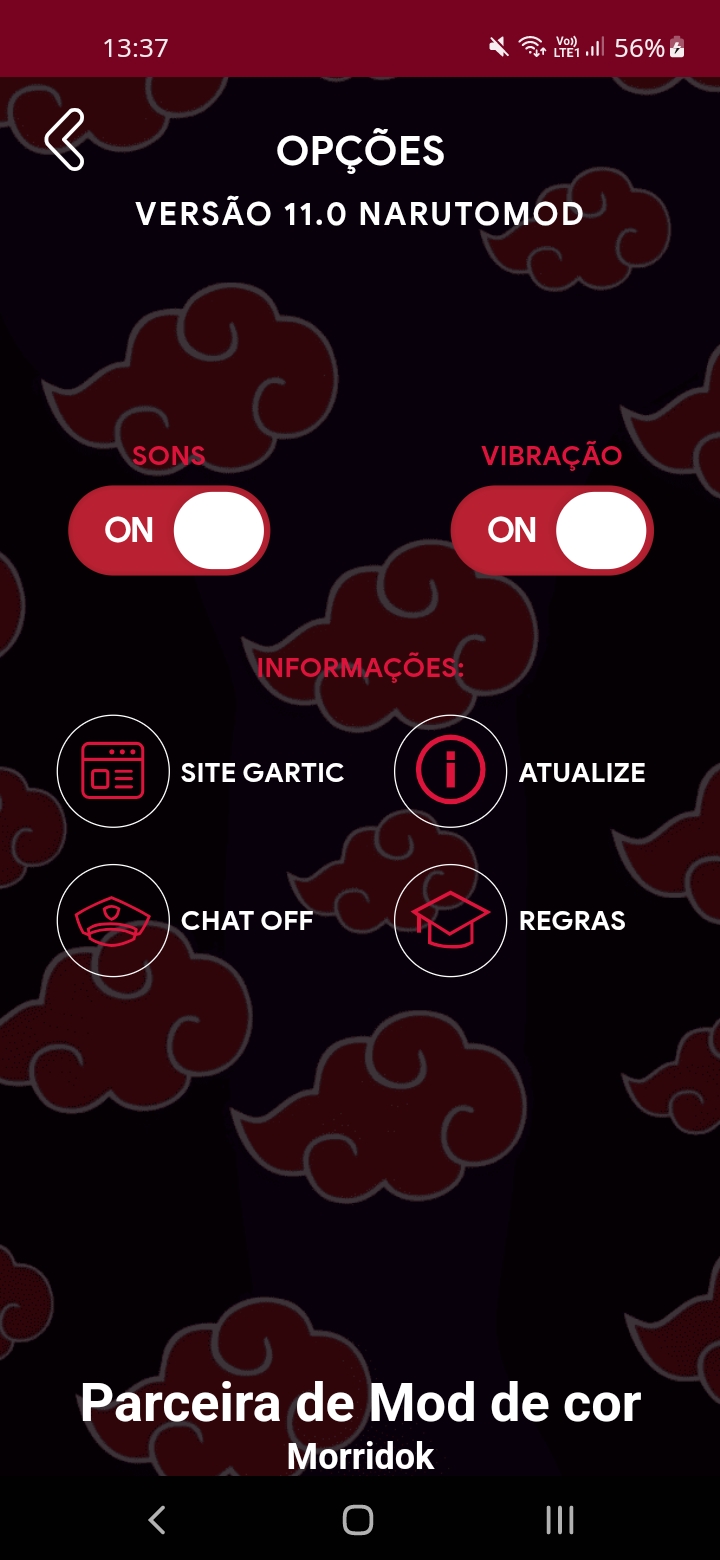 13:37
Vo))
LTE1
56%
OPÇÕES
VERSÃO 11.0 NARUTOMOD
SONS
VIBRAÇÃO
ON
ON
INFORMAÇÕES:
SITE GARTIC
ATUALIZE
CHAT OFF
REGRAS
Parceira de Mod de cor
Morridok